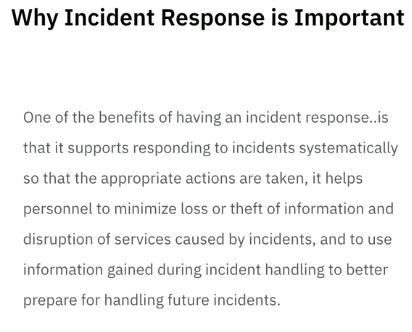 Why Incident Response is Important
One of the benefits of having an incident response..is
that it supports responding to incidents systematically
so that the appropriate actions are taken, it helps
personnel to minimize loss or theft of information and
disruption of services caused by incidents, and to use
information gained during incident handling to better
prepare for handling future incidents.